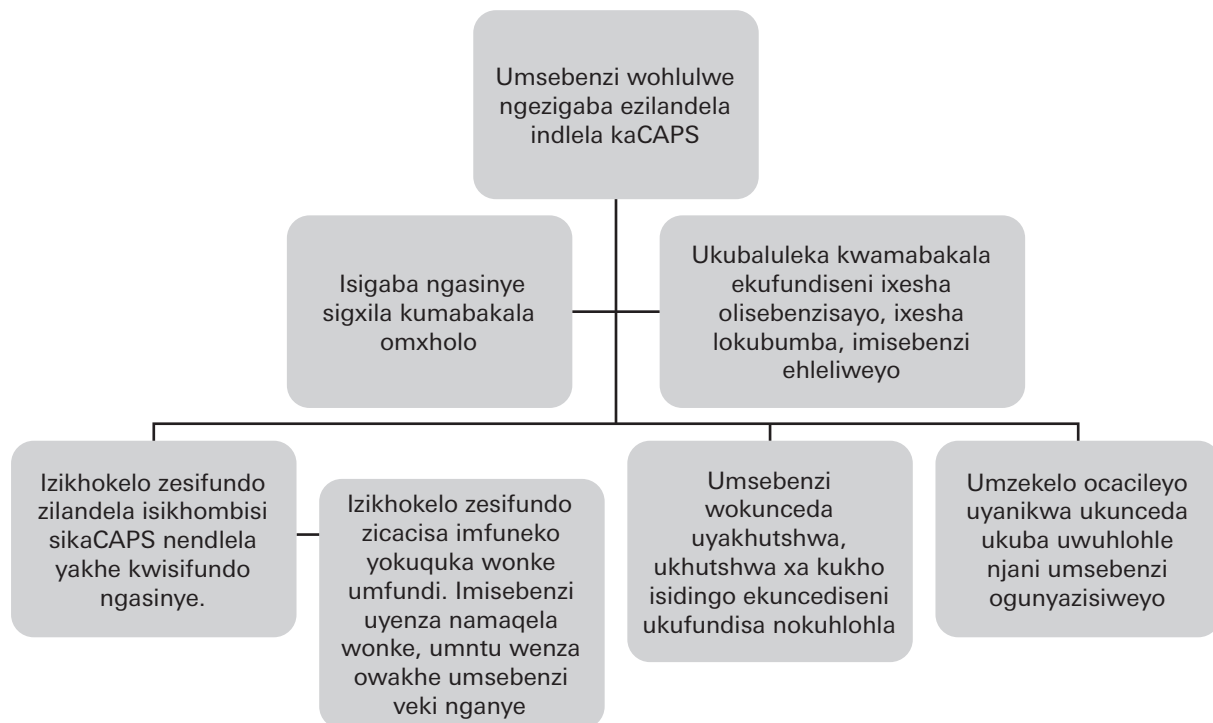 Umsebenzi wohlulwe
ngezigaba ezilandela
indlela kaCAPS
Isigaba ngasinye
sigxila kumabakala
omxholo
Ukubaluleka kwamabakala
ekufundiseni ixesha
olisebenzisayo, ixesha
lokubumba, imisebenzi
ehleliweyo
Izikhokelo zesifundo
zilandela isikhombisi
sikaCAPS nendlela
yakhe kwisifundo
ngasinye.
Izikhokelo zesifundo
zicacisa imfuneko
yokuquka wonke
umfundi. Imisebenzi
uyenza namaqela
wonke, umntu wenza
owakhe umsebenzi
veki nganye
Umsebenzi
wokunceda
uyakhutshwa,
ukhutshwa xa kukho
isidingo ekuncediseni
ukufundisa nokuhlohla
Umzekelo ocacileyo
uyanikwa ukunceda
ukuba uwuhlohle
njani umsebenzi
ogunyazisiweyo